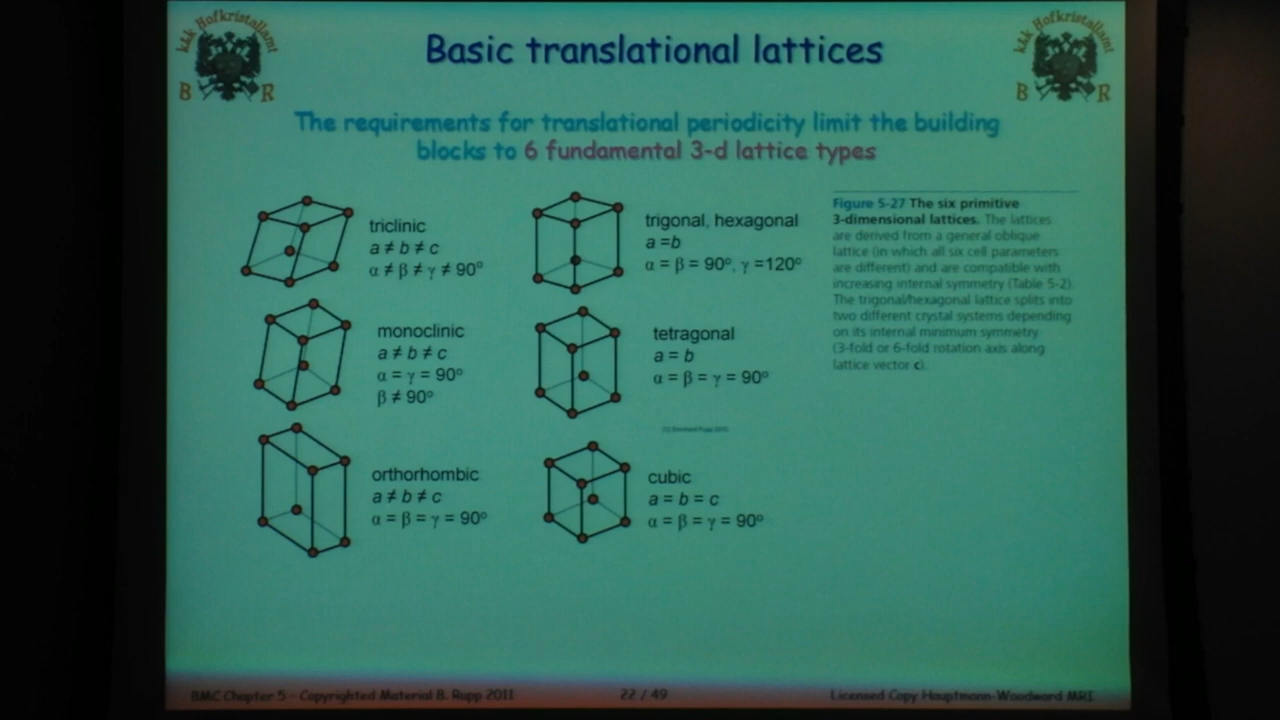 k&k Hofkristallamt
B R
Basic translational lattices
k&k Hofkristallamt
B R
The requirements for translational periodicity limit the building
blocks to 6 fundamental 3-d lattice types
triclinic
a ≠ b ≠ c
α ≠ β ≠ γ ≠ 90°
monoclinic
a ≠ b ≠ c
α = γ = 90°
β ≠ 90°
orthorhombic
a ≠ b ≠ c
α = β = γ = 90°
trigonal, hexagonal
a =b
α = β = 90°, γ =120°
tetragonal
a = b
α = β = γ = 90°
cubic
a = b = c
α = β = γ = 90°
Figure 5-27 The six primitive
3-dimensional lattices. The lattices
are derived from a general oblique
lattice (in which all six cell parameters
are different) and are compatible with
increasing internal symmetry (Table 5-2).
The trigonal/hexagonal lattice splits into
two different crystal systems depending
on its internal minimum symmetry
(3-fold or 6-fold rotation axis along
lattice vector c).
BMC Chapter 5 - Copyrighted Material B. Rupp 2011
22 / 49
Licensed Copy Hauptmann-Woodward MRI